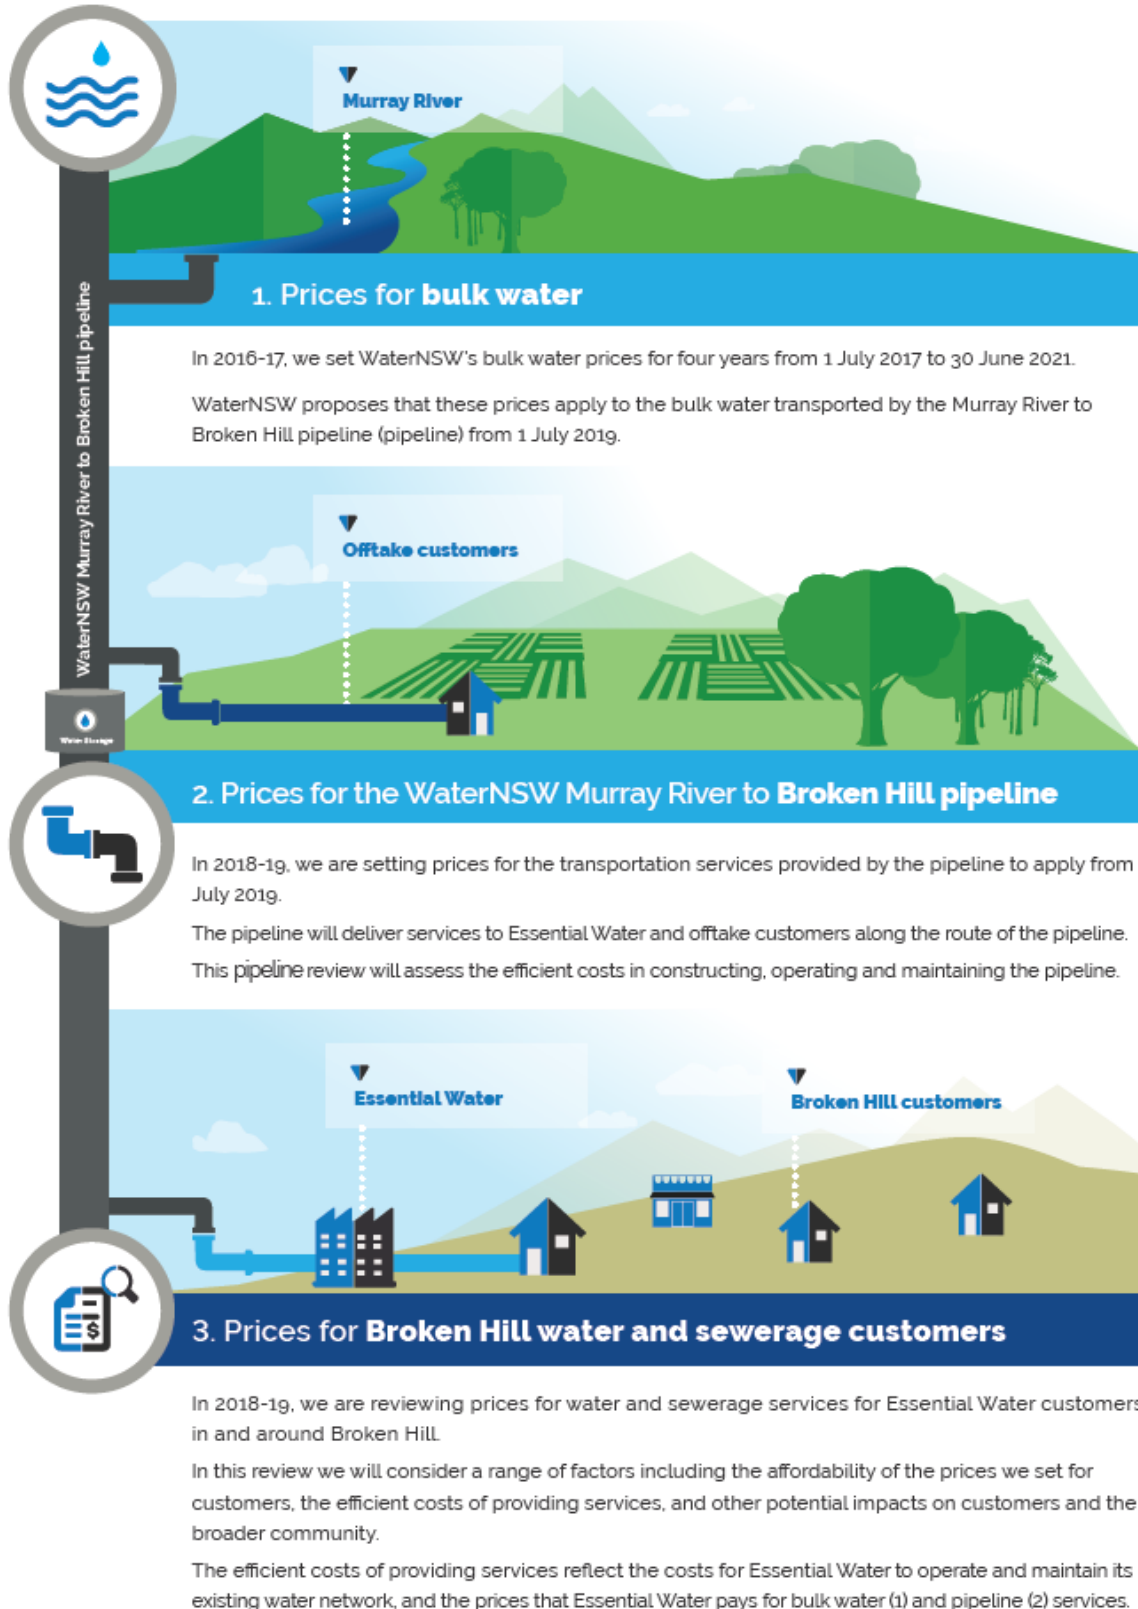 Murray River
1. Prices for bulk water
WaterNSW Murray River to Broken Hill pipeline
In 2016-17, we set WaterNSW's bulk water prices for four years from 1 July 2017 to 30 June 2021.
WaterNSW proposes that these prices apply to the bulk water transported by the Murray River to
Broken Hill pipeline (pipeline) from 1 July 2019.
Offtake customers
Water Storage
2. Prices for the WaterNSW Murray River to Broken Hill pipeline
In 2018-19, we are setting prices for the transportation services provided by the pipeline to apply from
July 2019.
The pipeline will deliver services to Essential Water and offtake customers along the route of the pipeline.
This pipeline review will assess the efficient costs in constructing, operating and maintaining the pipeline.
Essential Water
Broken Hill customers
$
3. Prices for Broken Hill water and sewerage customers
In 2018-19, we are reviewing prices for water and sewerage services for Essential Water customers
in and around Broken Hill.
In this review we will consider a range of factors including the affordability of the prices we set for
customers, the efficient costs of providing services, and other potential impacts on customers and the
broader community.
The efficient costs of providing services reflect the costs for Essential Water to operate and maintain its
existing water network, and the prices that Essential Water pays for bulk water (1) and pipeline (2) services.